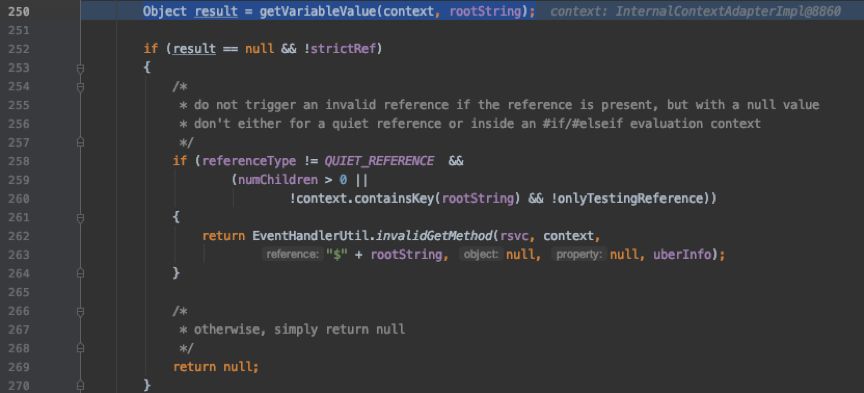 250 Object result = getVariableValue(context, rootString); context: InternalContextAdapterImpl@8860
251
252 if (result == null && !strictRef)
253 {
254 /*
255 * do not trigger an invalid reference if the reference is present, but with a null value
256 * don't either for a quiet reference or inside an #if/#elseif evaluation context
257 */
258 if (referenceType != QUIET_REFERENCE &&
259 (numChildren > 0 ||
260 !context.containsKey(rootString) && !onlyTestingReference))
261 {
262 return EventHandlerUtil.invalidGetMethod(rsvc, context,
263 reference: "$" + rootString, object: null, property: null, uberInfo);
264 }
265
266 /*
267 * otherwise, simply return null
268 */
269 return null;
270 }